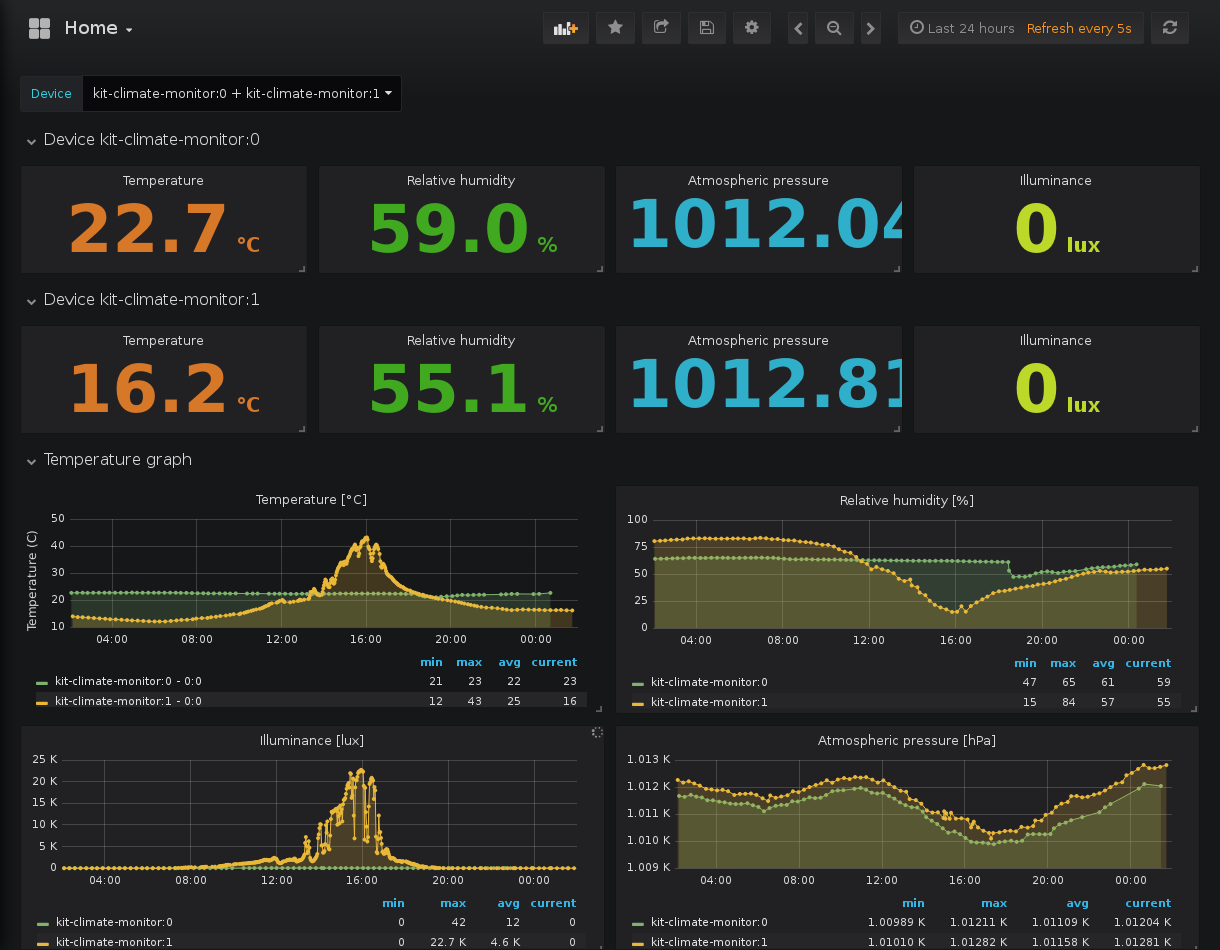 Home
Last 24 hours Refresh every 5s
Device kit-climate-monitor:0 + kit-climate-monitor:1
Device kit-climate-monitor:0
Temperature Relative humidity Atmospheric pressure Illuminance
22.7 °C 59.0 % 1012.04 0 lux
Device kit-climate-monitor:1
Temperature Relative humidity Atmospheric pressure Illuminance
16.2 °C 55.1 % 1012.81 0 lux
Temperature graph
Temperature [°C]
Temperature (C)
50
40
30
20
10
04:00 08:00 12:00 16:00 20:00 00:00
min max avg current
kit-climate-monitor:0 - 0:0 21 23 22 23
kit-climate-monitor:1 - 0:0 12 43 25 16
Relative humidity [%]
100
75
50
25
0
04:00 08:00 12:00 16:00 20:00 00:00
min max avg current
kit-climate-monitor:0 47 65 61 59
kit-climate-monitor:1 15 84 57 55
Illuminance [lux]
25 K
20 K
15 K
10 K
5 K
0
04:00 08:00 12:00 16:00 20:00 00:00
min max avg current
kit-climate-monitor:0 0 42 12 0
kit-climate-monitor:1 0 22.7 K 4.6 K 0
Atmospheric pressure [hPa]
1.013 K
1.012 K
1.011 K
1.010 K
1.009 K
04:00 08:00 12:00 16:00 20:00 00:00
min max avg current
kit-climate-monitor:0 1.00989 K 1.01211 K 1.01109 K 1.01204 K
kit-climate-monitor:1 1.01010 K 1.01282 K 1.01158 K 1.01281 K